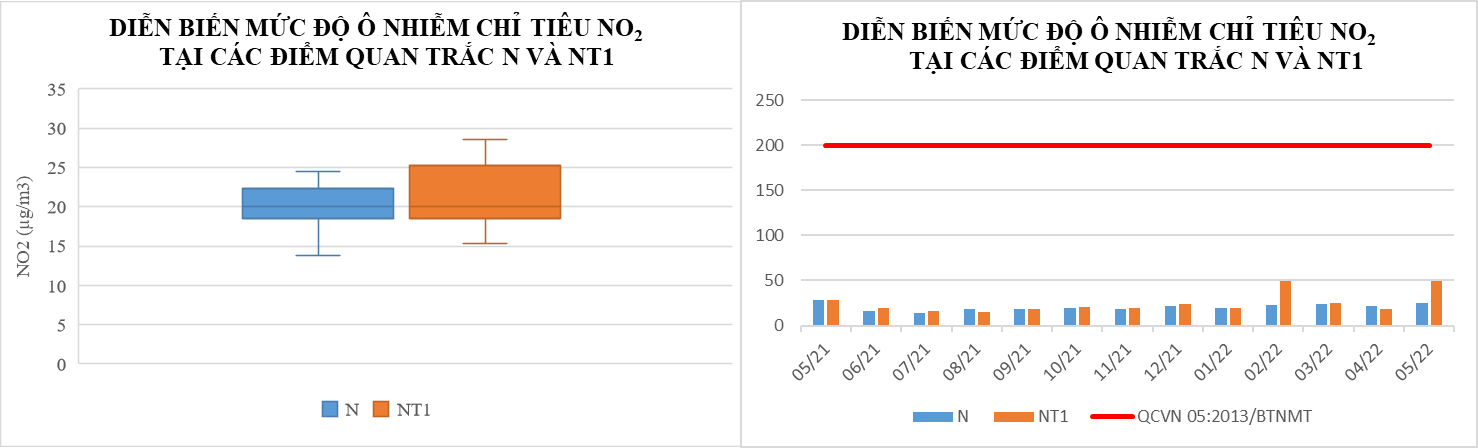 DIỄN BIẾN MỨC ĐỘ Ô NHIỄM CHỈ TIÊU NO2
TẠI CÁC ĐIỂM QUAN TRẮC N VÀ NT1
35
30
25
20
15
10
5
0
NO2 (µg/m3)
N
NT1
DIỄN BIẾN MỨC ĐỘ Ô NHIỄM CHỈ TIÊU NO2
TẠI CÁC ĐIỂM QUAN TRẮC N VÀ NT1
250
200
150
100
50
0
05/21 06/21 07/21 08/21 09/21 10/21 11/21 12/21 01/22 02/22 03/22 04/22 05/22
N
NT1
QCVN 05:2013/BTNMT